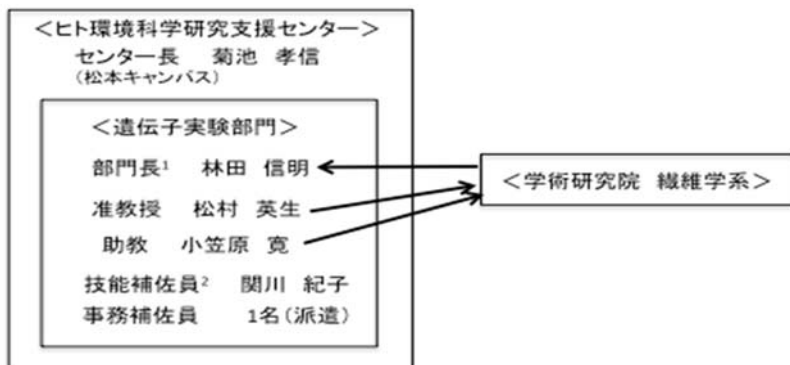 ＜ヒト環境科学研究支援センター＞
センター長　菊池　孝信
（松本キャンパス）
＜遺伝子実験部門＞
部門長¹　林田　信明
准教授　松村　英生
助教　小笠原　寛
技能補佐員²　関川　紀子
事務補佐員　1名（派遣）
＜学術研究院　繊維学系＞